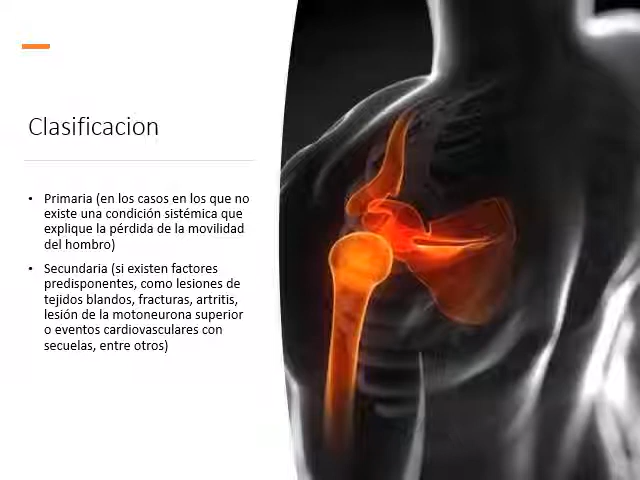 Clasificacion
• Primaria (en los casos en los que no
existe una condición sistémica que
explique la pérdida de la movilidad
del hombro)
• Secundaria (si existen factores
predisponentes, como lesiones de
tejidos blandos, fracturas, artritis,
lesión de la motoneurona superior
o eventos cardiovasculares con
secuelas, entre otros)